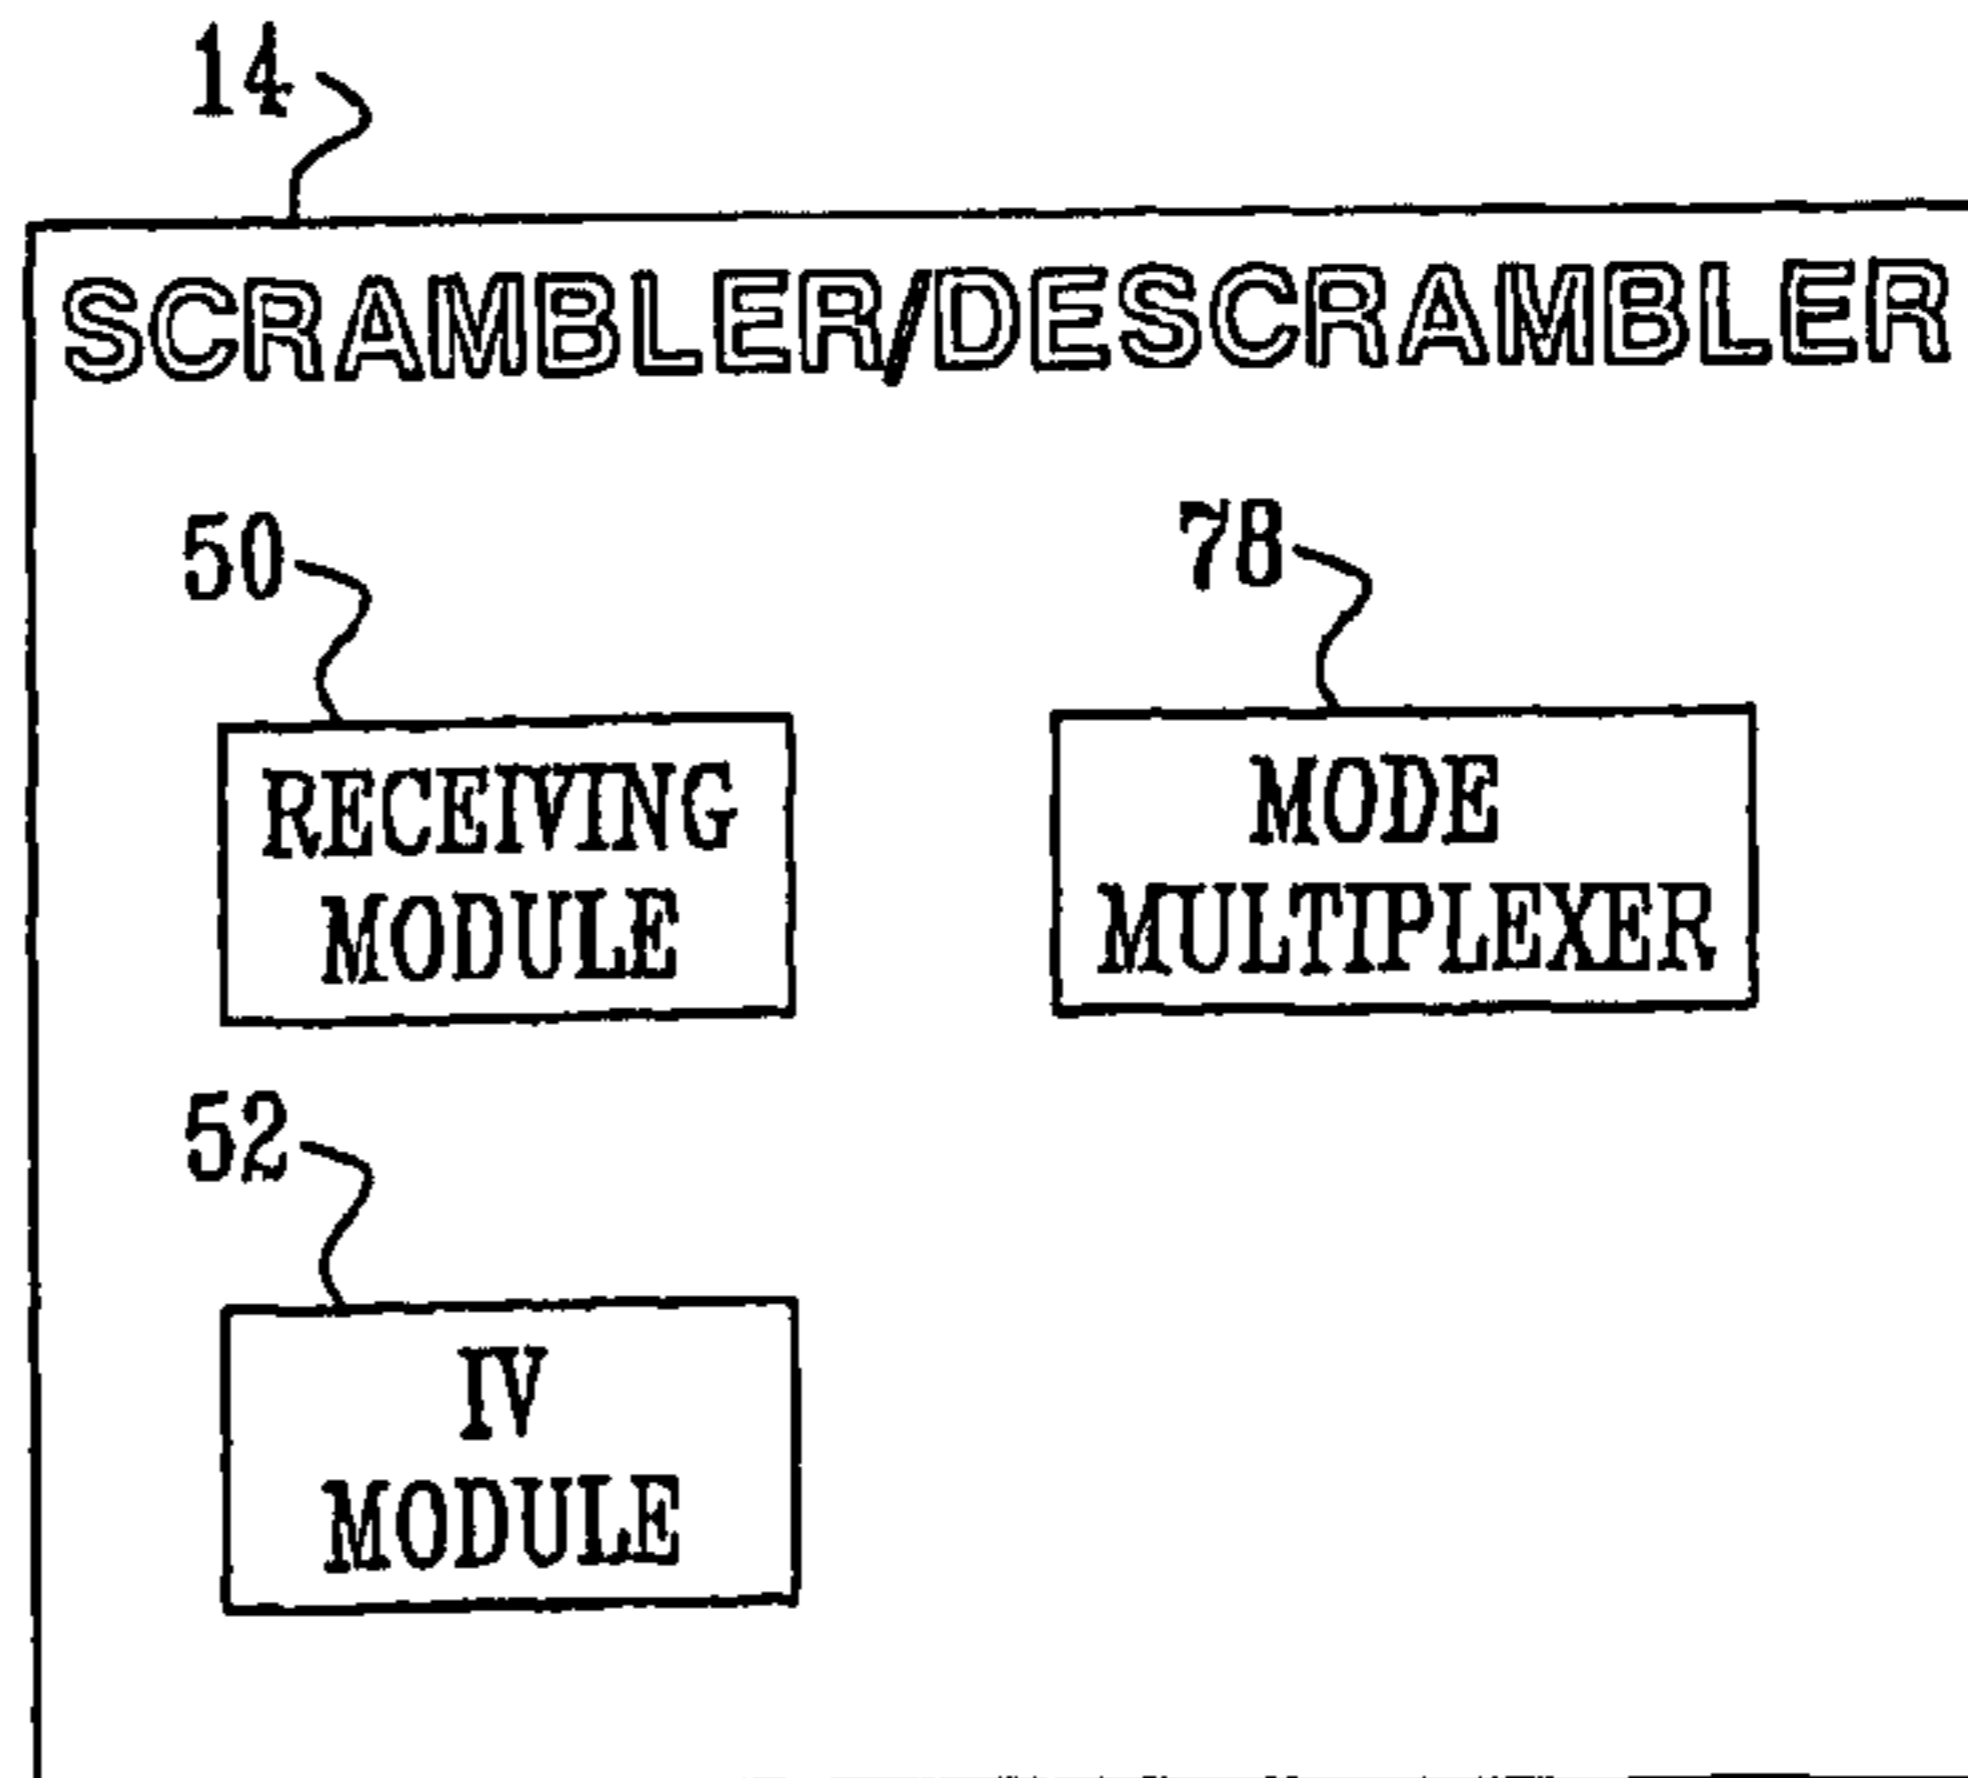 14
SCRAMBLER/DESCRAMBLER
50
78
RECEIVING
MODULE
MODE
MULTIPLEXER
52
IV
MODULE